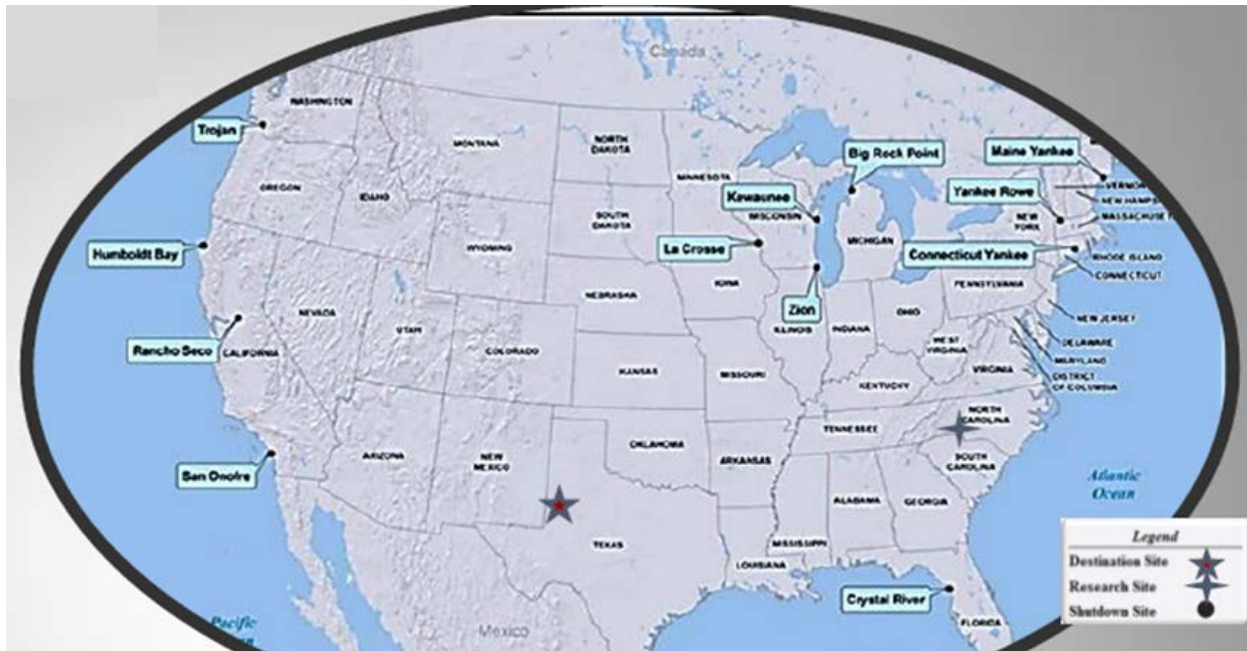 Canada
WASHINGTON
Trojan
MONTANA
NORTH
DAKOTA
MINNESOTA
Big Rock Point
Maine Yankee
OREGON
IDAHO
SOUTH
DAKOTA
Kewaunee
WISCONSIN
Yankee Rowe
VERMON
NEW HAMPS
MASSACHUSET
NEW
YORK
Humboldt Bay
WYOMING
La Crosse
MICHIGAN
Connecticut Yankee
RHODE ISLAND
CONNECTICUT
IOWA
PENNSYLVANIA
NEBRASKA
Zion
NEVADA
UTAH
COLORADO
ILLINOIS
INDIANA
OHIO
NEW JERSEY
Rancho Seco
CALIFORNIA
WEST
VIRGINIA
DELAWARE
MARYLAND
DISTRICT
OF COLUMBIA
KANSAS
MISSOURI
KENTUCKY
VIRGINIA
NORTH
CAROLINA
TENNESSEE
ARIZONA
NEW
MEXICO
OKLAHOMA
ARKANSAS
SOUTH
CAROLINA
San Onofre
ALABAMA
GEORGIA
Atlantic
Ocean
TEXAS
MISSISSIPPI
LOUISIANA
Legend
Destination Site
Research Site
Shutdown Site
Crystal River
FLORIDA
Pacific
Mexico